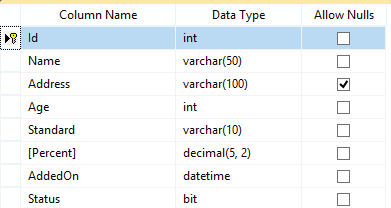 Column Name Data Type Allow Nulls
Id int
Name varchar(50)
Address varchar(100)
Age int
Standard varchar(10)
[Percent] decimal(5, 2)
AddedOn datetime
Status bit